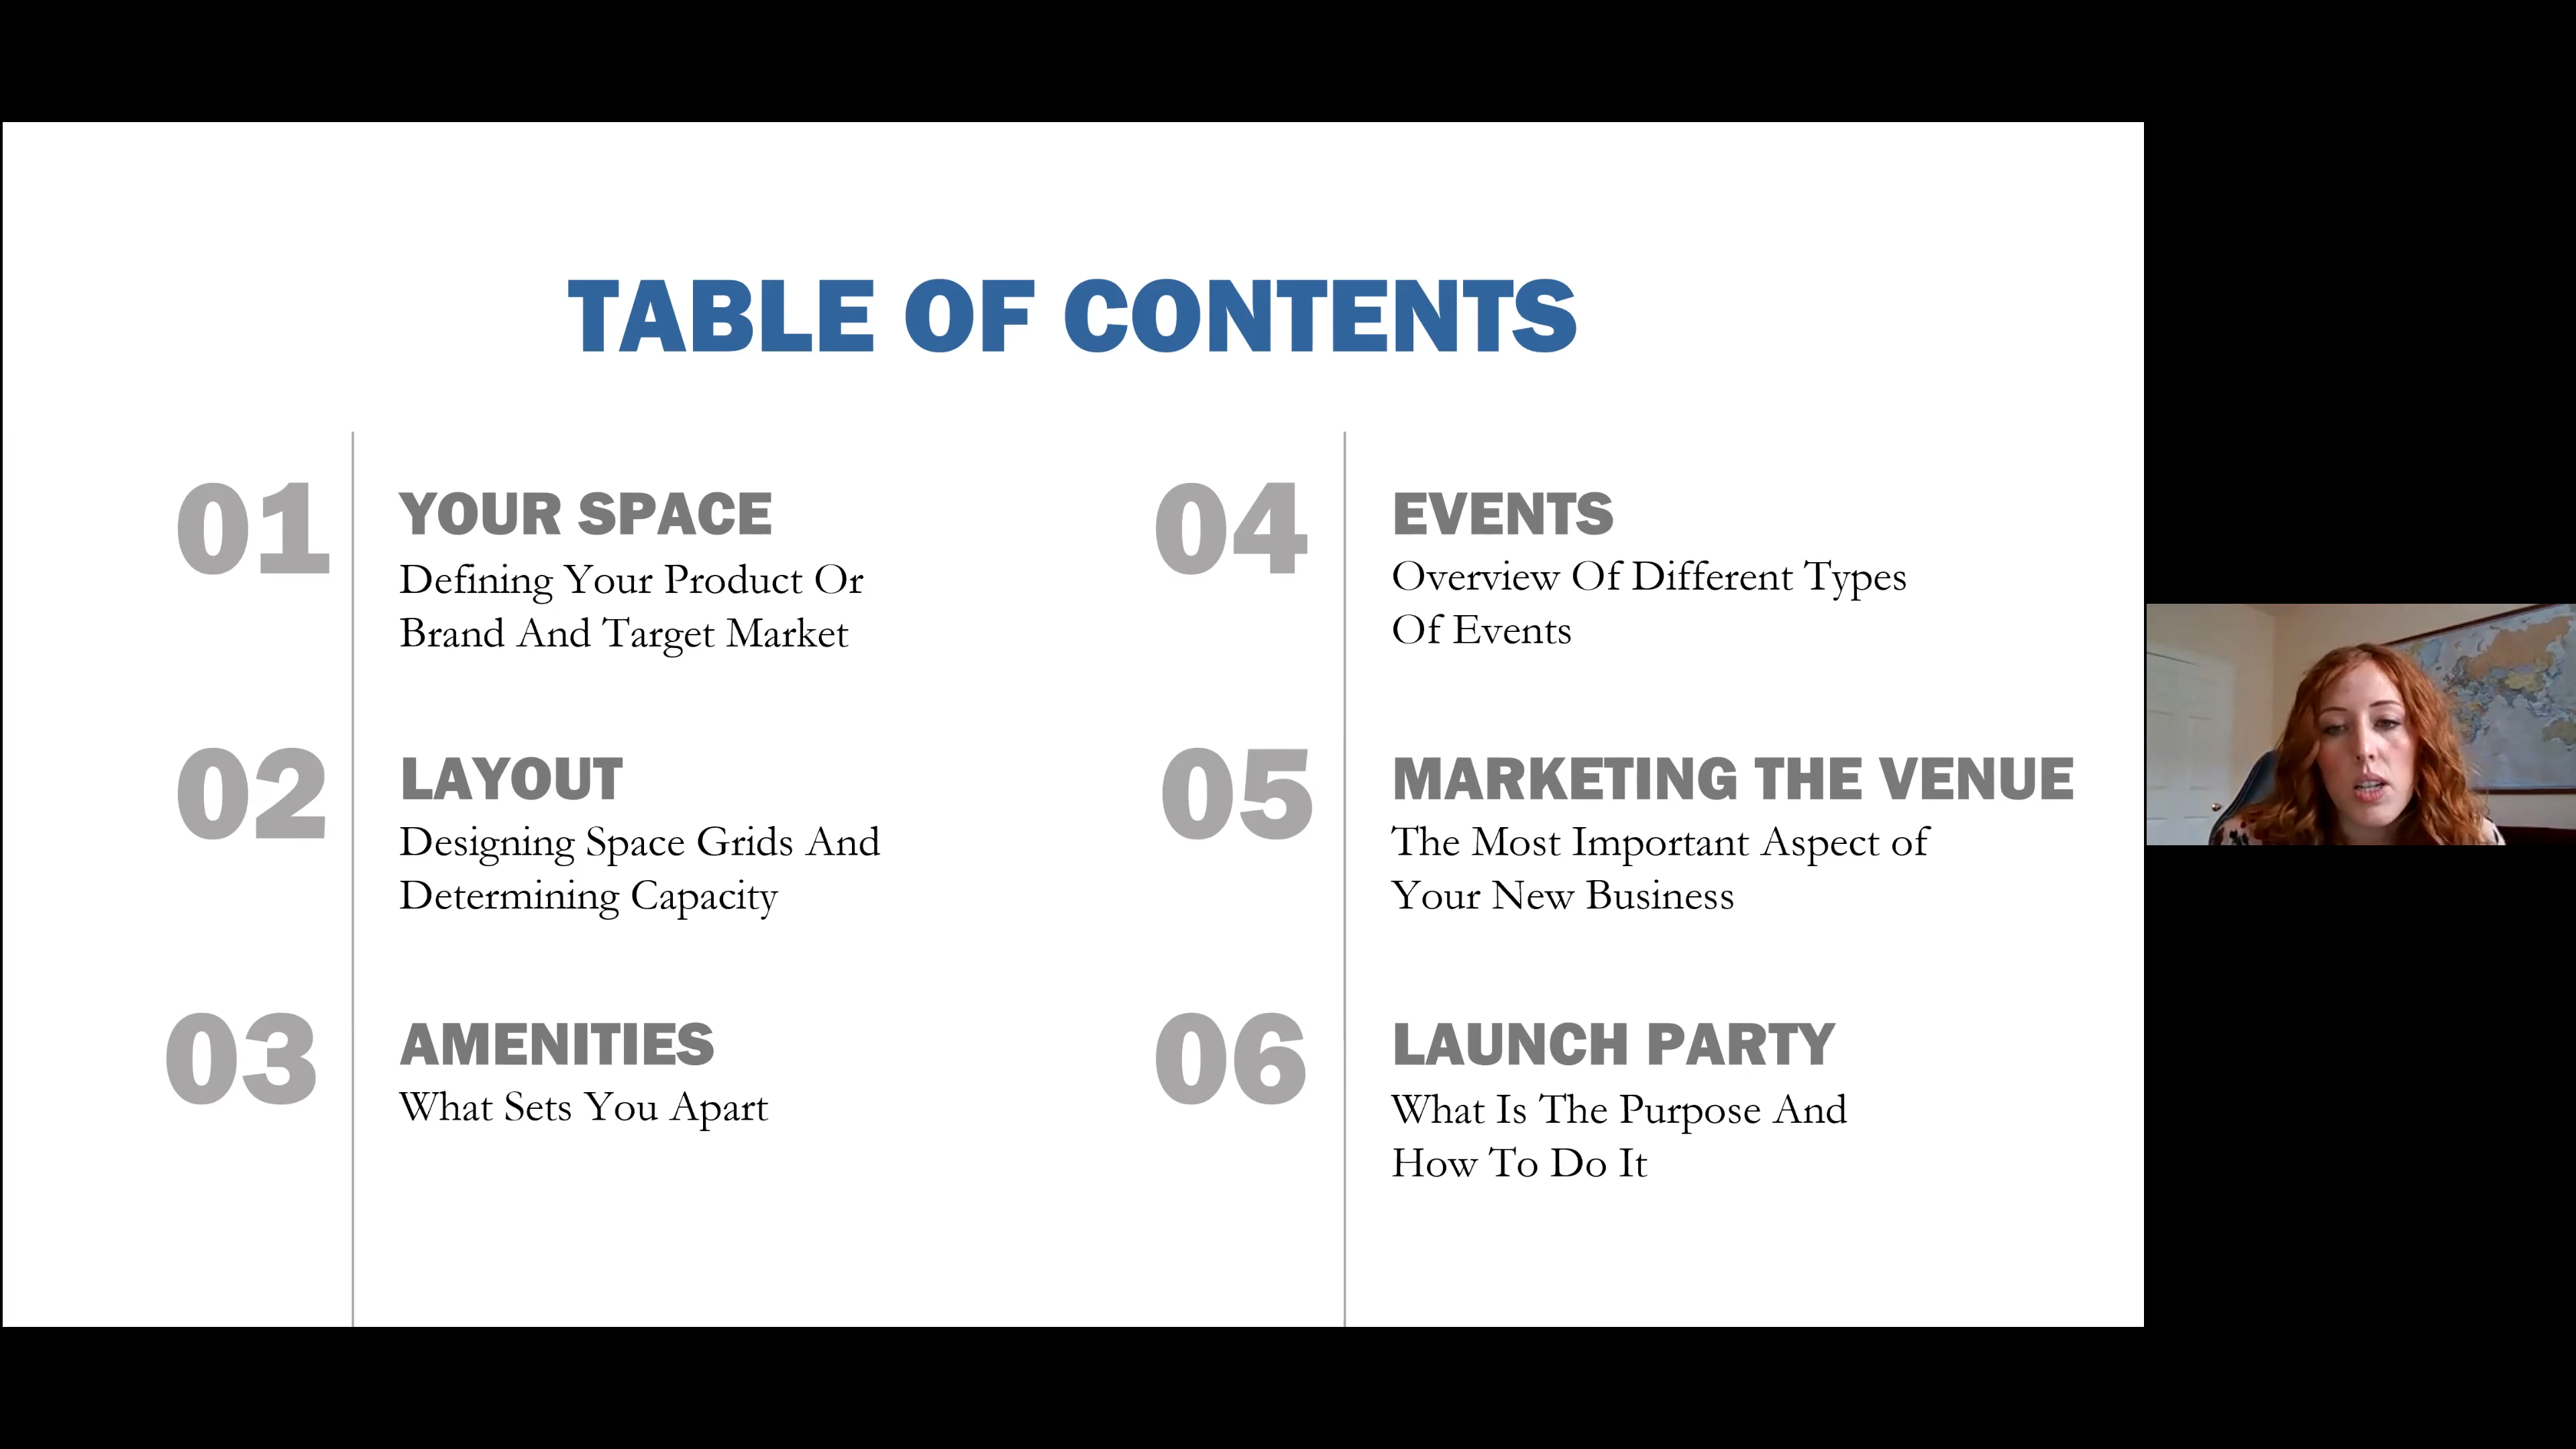 TABLE OF CONTENTS
01
YOUR SPACE
Defining Your Product Or
Brand And Target Market
02
LAYOUT
Designing Space Grids And
Determining Capacity
03
AMENITIES
What Sets You Apart
04
EVENTS
Overview Of Different Types
Of Events
05
MARKETING THE VENUE
The Most Important Aspect of
Your New Business
06
LAUNCH PARTY
What Is The Purpose And
How To Do It